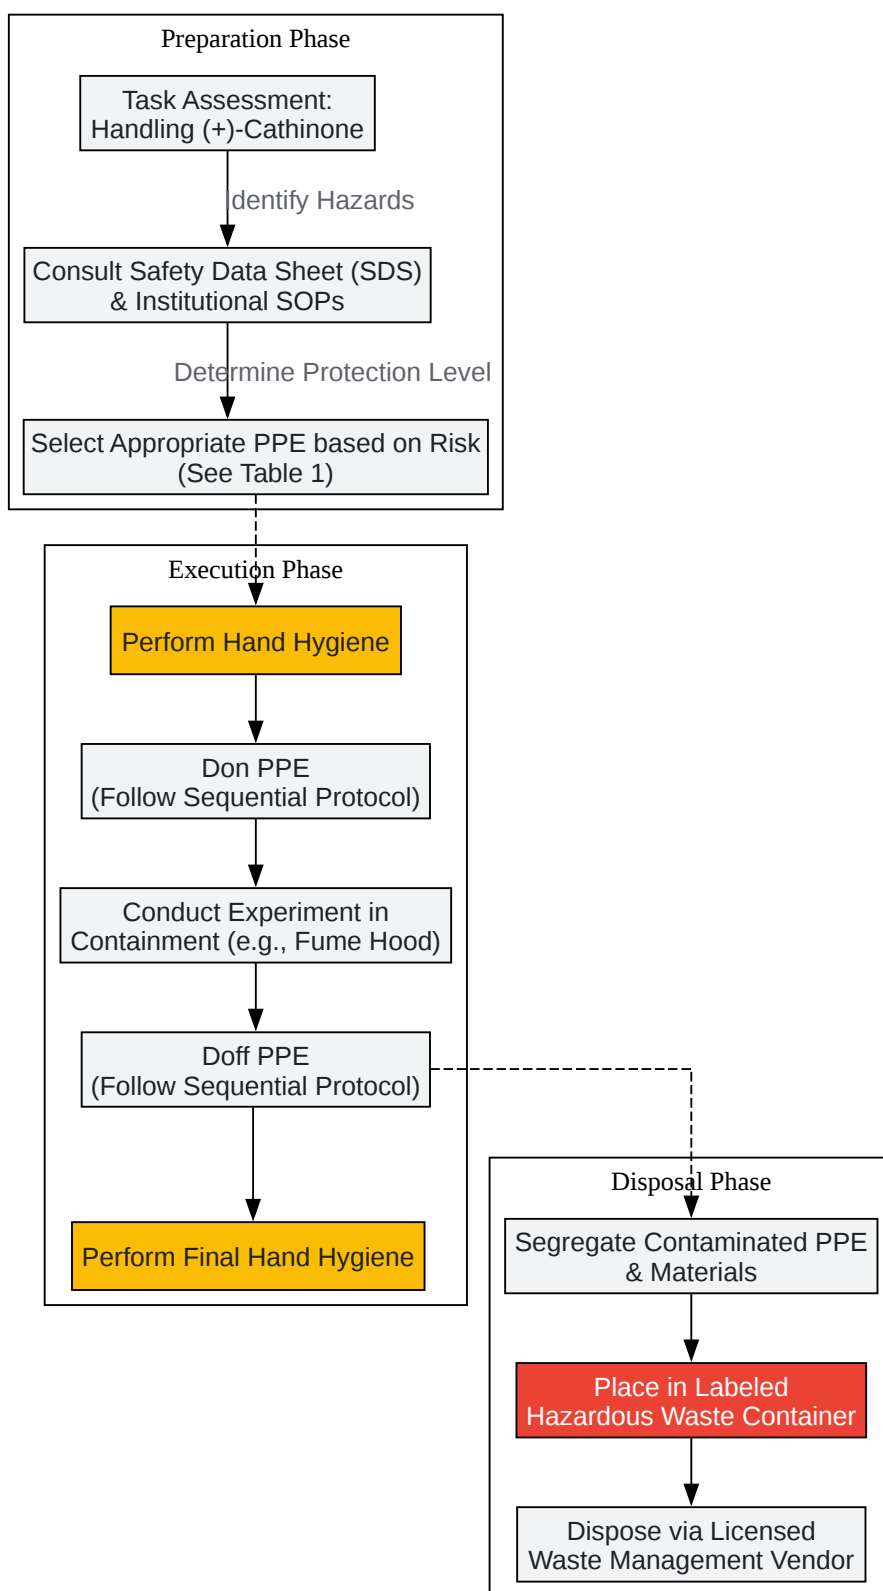 Preparation Phase
Task Assessment:
Handling (+)-Cathinone
Identify Hazards
Consult Safety Data Sheet (SDS)
& Institutional SOPs
Determine Protection Level
Select Appropriate PPE based on Risk
(See Table 1)
Execution Phase
Perform Hand Hygiene
Don PPE
(Follow Sequential Protocol)
Conduct Experiment in
Containment (e.g., Fume Hood)
Doff PPE
(Follow Sequential Protocol)
Perform Final Hand Hygiene
Disposal Phase
Segregate Contaminated PPE
& Materials
Place in Labeled
Hazardous Waste Container
Dispose via Licensed
Waste Management Vendor